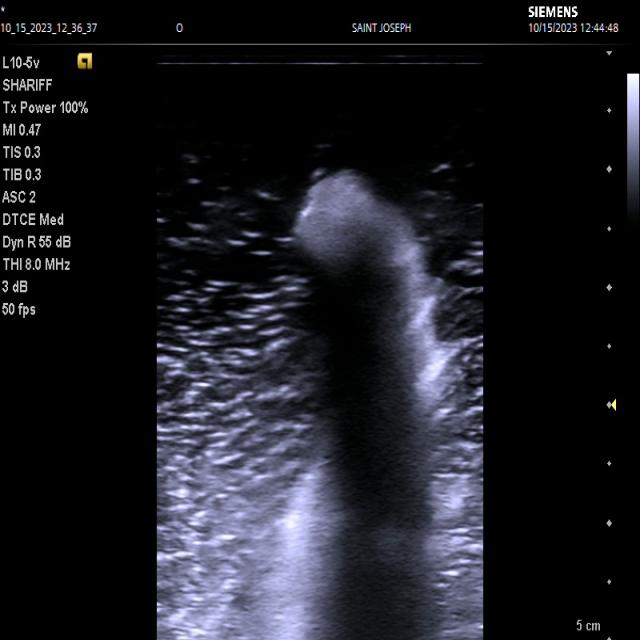 *
SIEMENS
10_15_2023_12_36_37 O SAINT JOSEPH 10/15/2023 12:44:48
L10-5v
SHARIFF
Tx Power 100%
MI 0.47
TIS 0.3
TIB 0.3
ASC 2
DTCE Med
Dyn R 55 dB
THI 8.0 MHz
3 dB
50 fps
5 cm